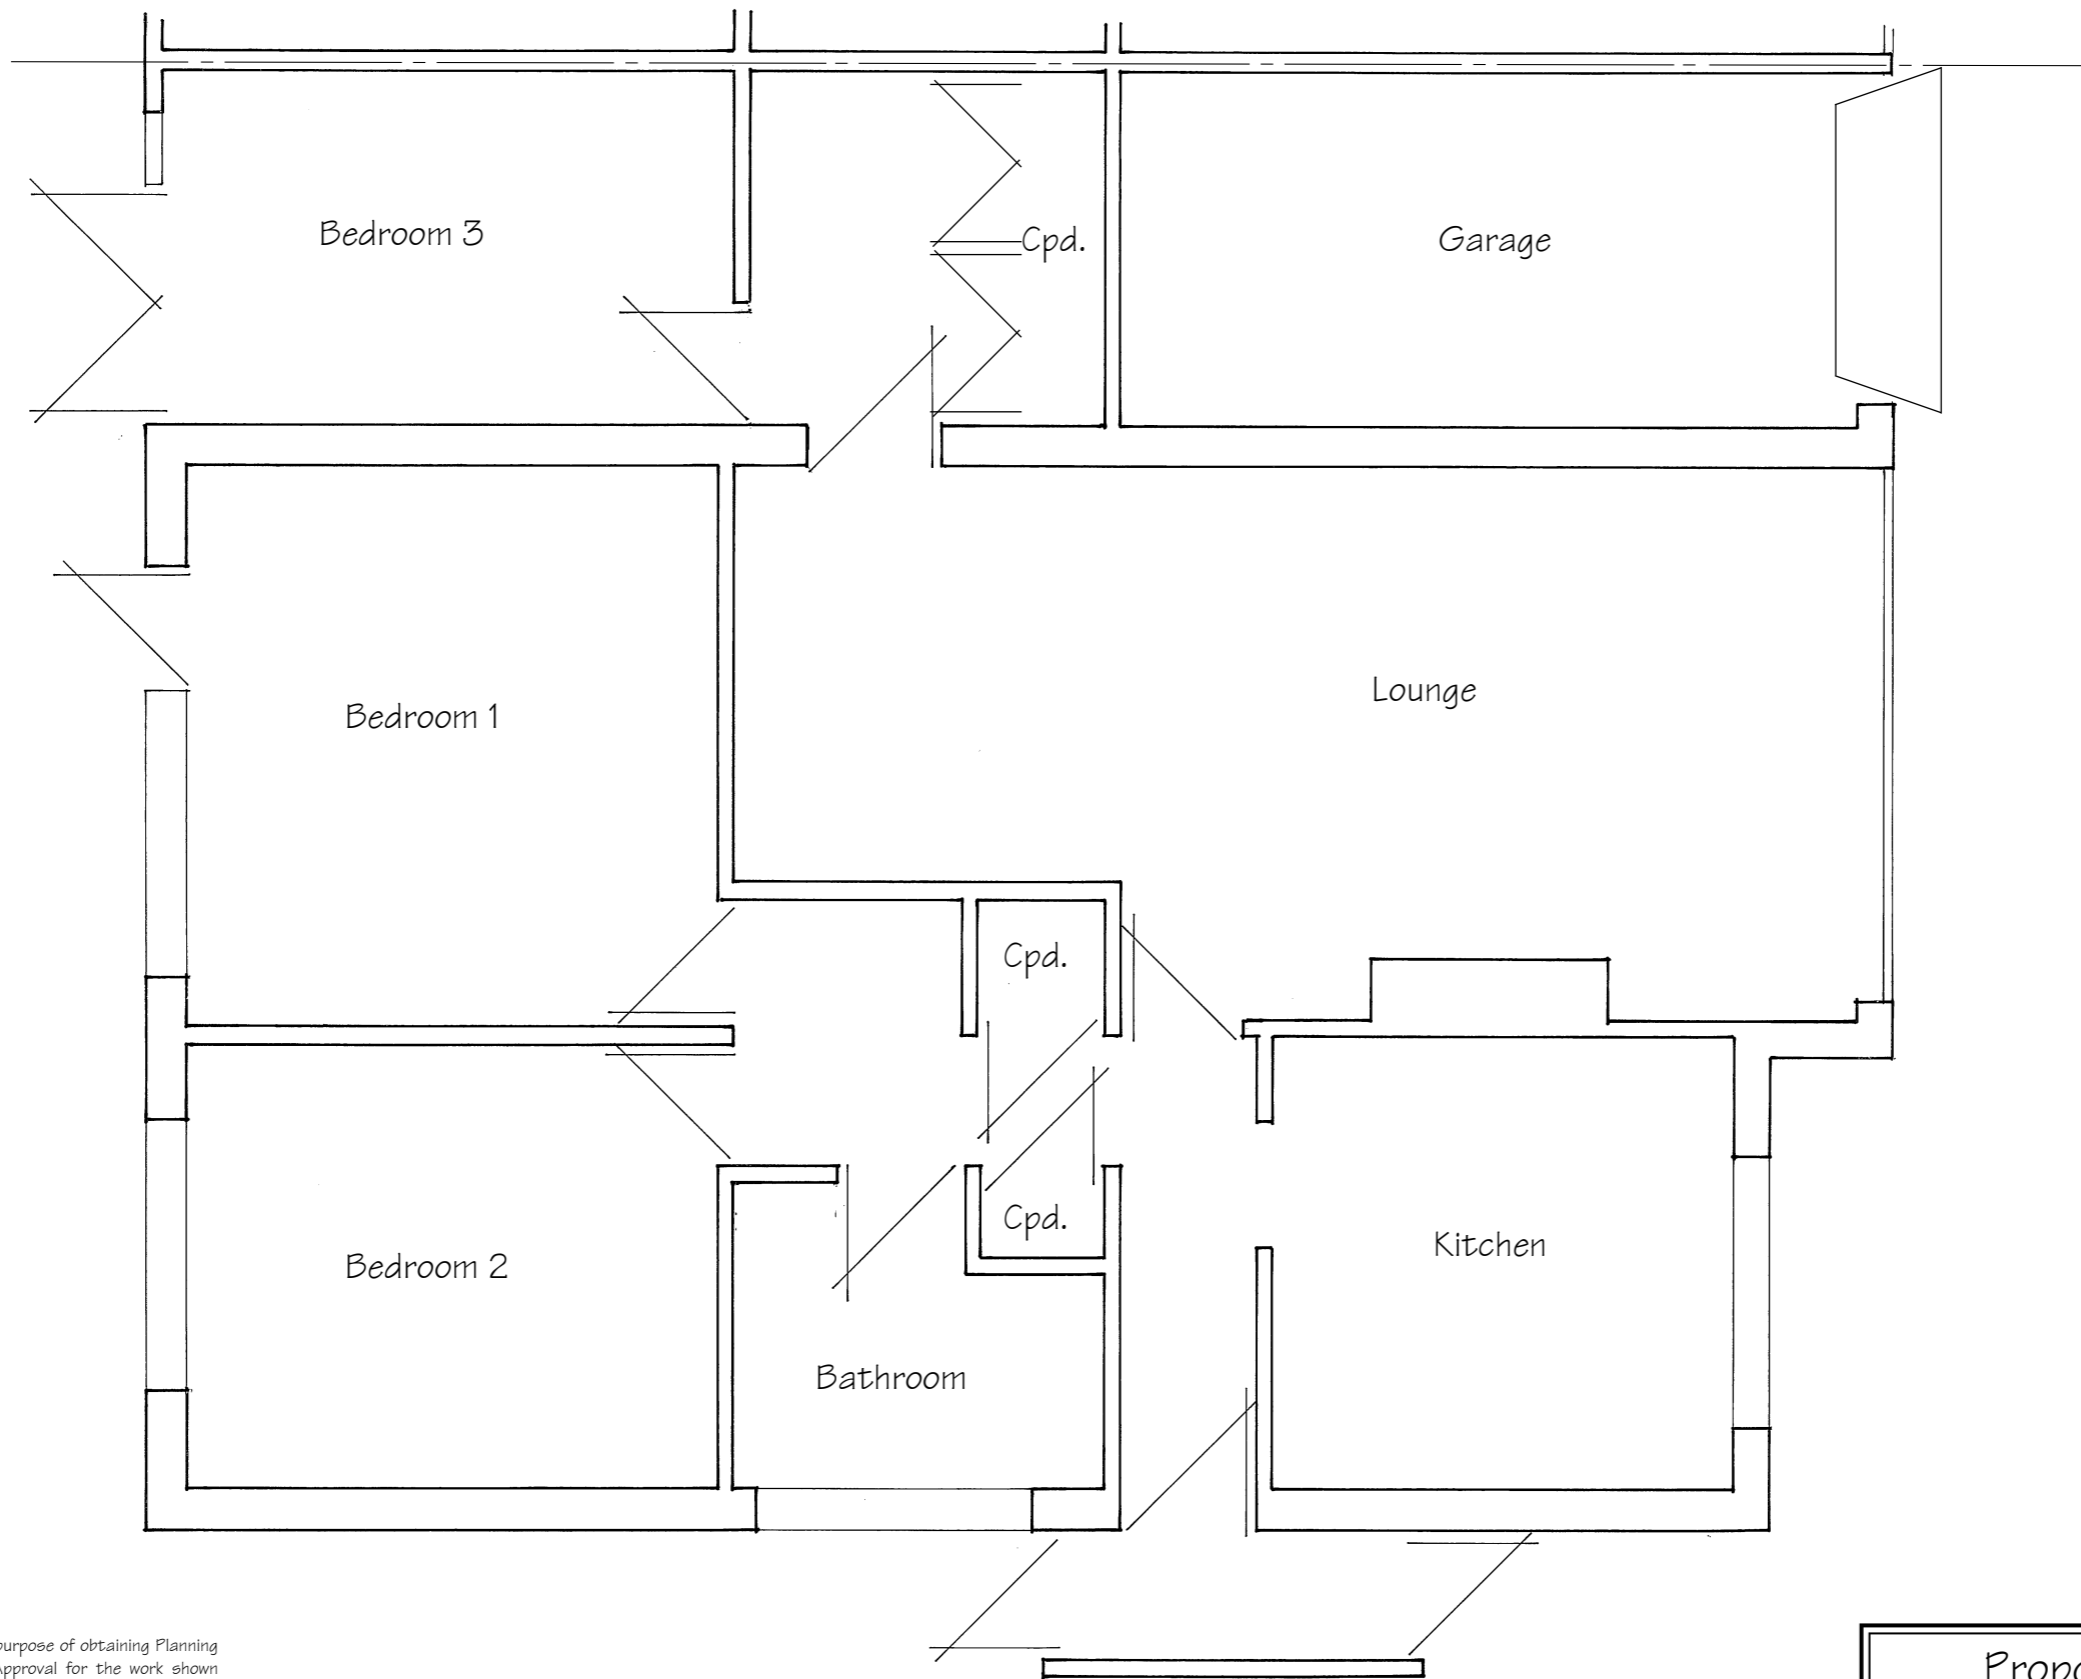 Bedroom 3
Cpd.
Garage
Bedroom 1
Lounge
Cpd.
Cpd.
Kitchen
Bedroom 2
Bathroom
purpose of obtaining Planning
Approval for the work shown